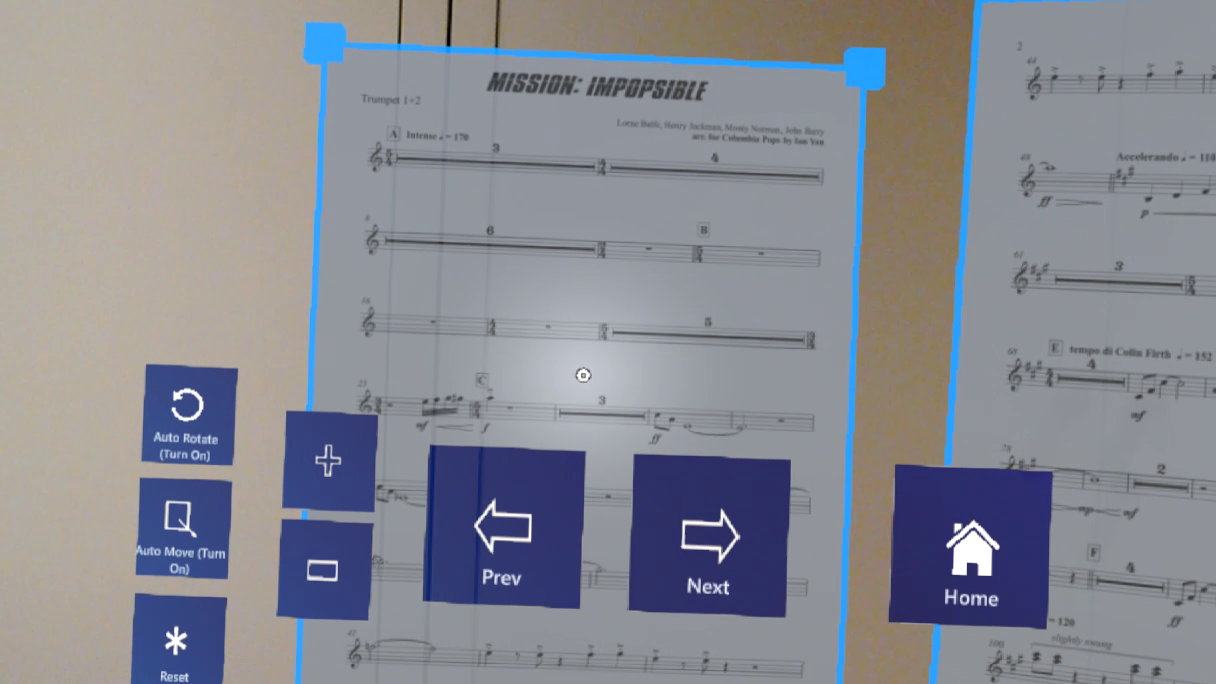 MISSION: IMPOPSIBLE
Trumpet 1+2
Lorne Balfe, Henry Jackman, Monty Norman, John Barry
arr. for Columbia Pops by Ian Yan
A Intense ♩ = 170
3
4
6
B
5
C
3
mf
f
ff
2
Accelerando ♩ = 110
ff
p
3
E tempo di Colin Firth ♩ = 152
4
mf
2
mp
mf
F
4
ff
= 120
slightly swung
Auto Rotate
(Turn On)
Auto Move (Turn
On)
Reset
Prev
Next
Home